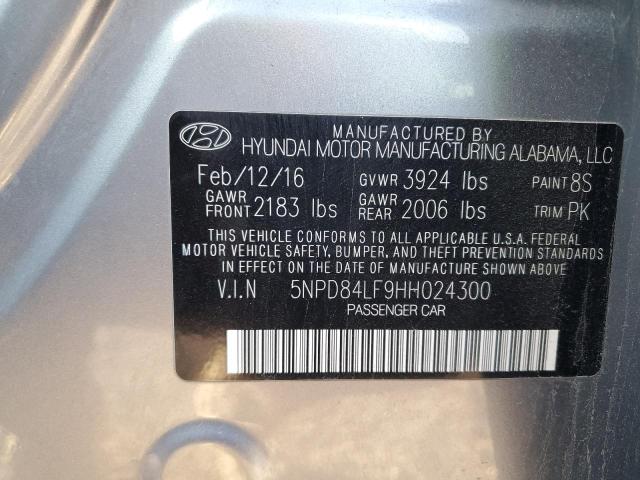 MANUFACTURED BY
HYUNDAI MOTOR MANUFACTURING ALABAMA, LLC
Feb/12/16 GVWR 3924 lbs PAINT 8S
GAWR FRONT 2183 lbs GAWR REAR 2006 lbs TRIM PK
THIS VEHICLE CONFORMS TO ALL APPLICABLE U.S.A. FEDERAL
MOTOR VEHICLE SAFETY, BUMPER, AND THEFT PREVENTION STANDARDS
IN EFFECT ON THE DATE OF MANUFACTURE SHOWN ABOVE
V.I.N 5NPD84LF9HH024300
PASSENGER CAR